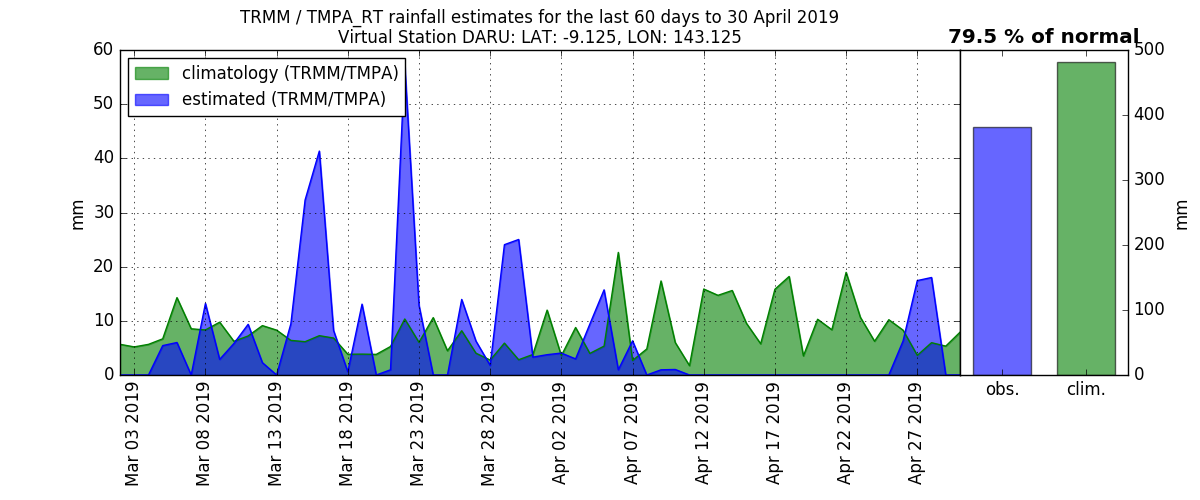 TRMM / TMPA_RT rainfall estimates for the last 60 days to 30 April 2019
Virtual Station DARU: LAT: -9.125, LON: 143.125
79.5 % of normal
climatology (TRMM/TMPA)
estimated (TRMM/TMPA)
mm
60
50
40
30
20
10
0
Mar 03 2019
Mar 08 2019
Mar 13 2019
Mar 18 2019
Mar 23 2019
Mar 28 2019
Apr 02 2019
Apr 07 2019
Apr 12 2019
Apr 17 2019
Apr 22 2019
Apr 27 2019
obs.
clim.
500
400
300
200
100
0
mm